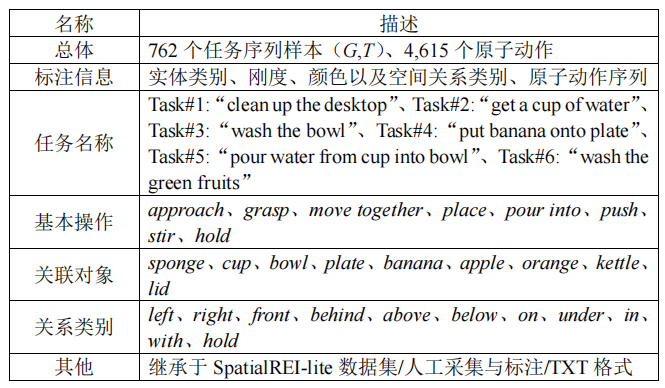 名称 描述
总体 762 个任务序列样本（G,T）、4,615 个原子动作
标注信息 实体类别、刚度、颜色以及空间关系类别、原子动作序列
Task#1: “clean up the desktop”、Task#2: “get a cup of water”、
任务名称 Task#3: “wash the bowl”、Task#4: “put banana onto plate”、
Task#5: “pour water from cup into bowl”、Task#6: “wash the
green fruits”
基本操作 approach、grasp、move together、place、pour into、push、
stir、hold
关联对象 sponge、cup、bowl、plate、banana、apple、orange、kettle、
lid
关系类别 left、right、front、behind、above、below、on、under、in、
with、hold
其他 继承于 SpatialREI-lite 数据集/人工采集与标注/TXT 格式